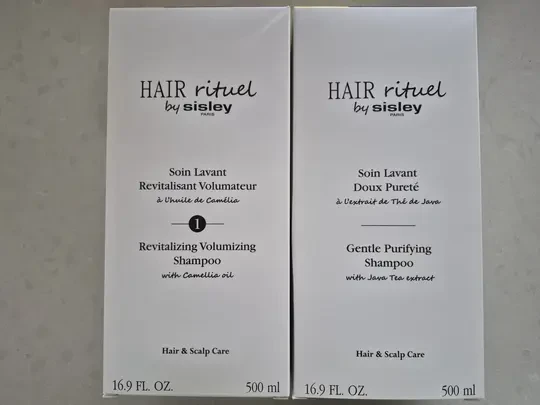 HAIR rituel
by sisley
PARIS
Soin Lavant
Revitalisant Volumateur
à l'huile de Camélia
1
Revitalizing Volumizing
Shampoo
with Camellia oil
Hair & Scalp Care
16.9 FL. OZ. 500 ml
HAIR rituel
by sisley
PARIS
Soin Lavant
Doux Pureté
à l'extrait de Thé de Java
Gentle Purifying
Shampoo
with Java Tea extract
Hair & Scalp Care
16.9 FL. OZ. 500 ml